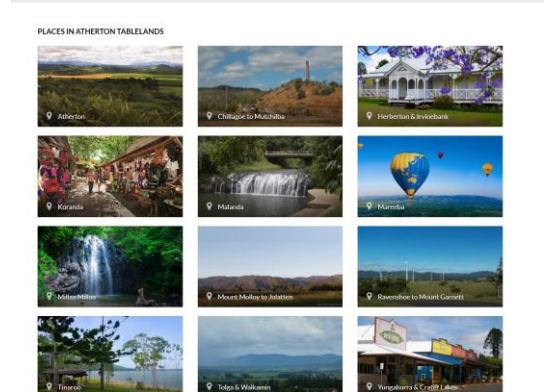 PLACES IN ATHERTON TABLELANDS
Atherton
Chillagoe to Mutchilba
Herberton & Irvinebank
Kuranda
Malanda
Mareeba
Millaa Millaa
Mount Molloy to Julatten
Ravenshoe to Mount Garnett
Tinaroo
Tolga & Walkamin
Yungaburra & Crater Lakes